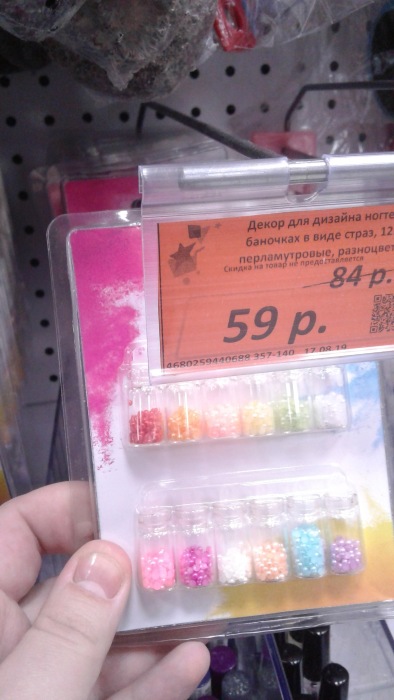 Декор для дизайна ногте
баночках в виде страз, 12
перламутровые, разноцвет
Скидка на товар не предоставляется
84 р.
59 р.
4680259440688 357-140 17.08.19